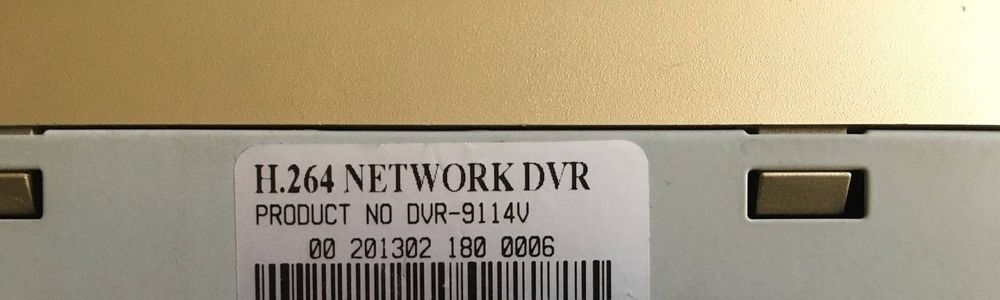 H.264 NETWORK DVR
PRODUCT NO DVR-9114V
00 201302 180 0006